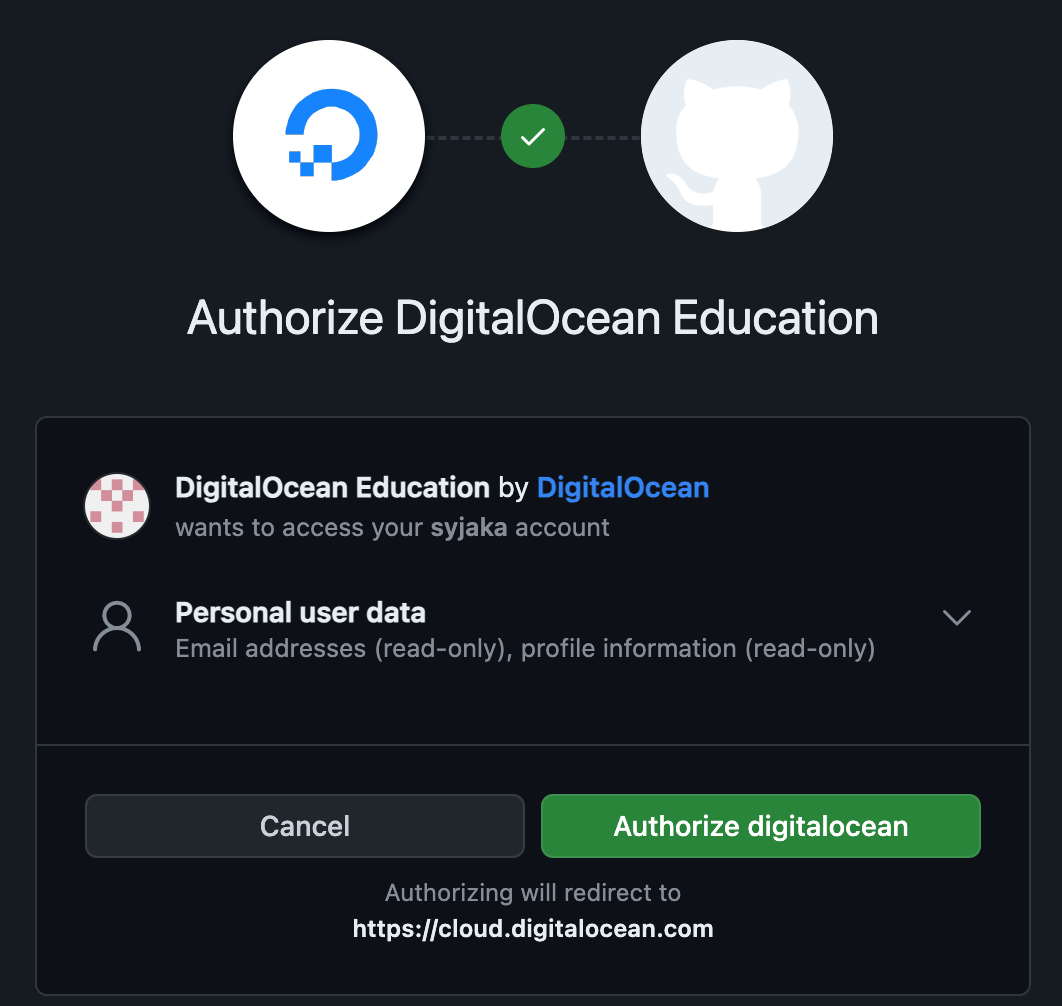 Authorize DigitalOcean Education
DigitalOcean Education by DigitalOcean
wants to access your syjaka account
Personal user data
Email addresses (read-only), profile information (read-only)
Cancel
Authorize digitalocean
Authorizing will redirect to
https://cloud.digitalocean.com